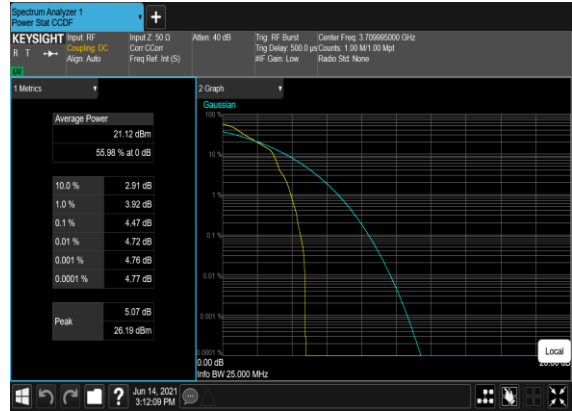 Spectrum Analyzer 1
Power Stat CCDF
+
KEYSIGHT
R T
Input: RF
Coupling: DC
Align: Auto
Input Z: 50 Ω
Corr CCorr
Freq Ref: Int (S)
Atten: 40 dB
Trig: RF Burst
Trig Delay: 500.0 µs
#IF Gain: Low
Center Freq: 3.709995000 GHz
Counts: 1.00 M/1.00 Mpt
Radio Std: None
1 Metrics
Average Power
21.12 dBm
55.98 % at 0 dB
10.0 % 2.91 dB
1.0 % 3.92 dB
0.1 % 4.47 dB
0.01 % 4.72 dB
0.001 % 4.76 dB
0.0001 % 4.77 dB
Peak
5.07 dB
26.19 dBm
2 Graph
Gaussian
100 %
10 %
1 %
0.1 %
0.01 %
0.001 %
0.0001 %
0.00 dB
Info BW 25.000 MHz
Local
?
Jun 14, 2021
3:12:09 PM